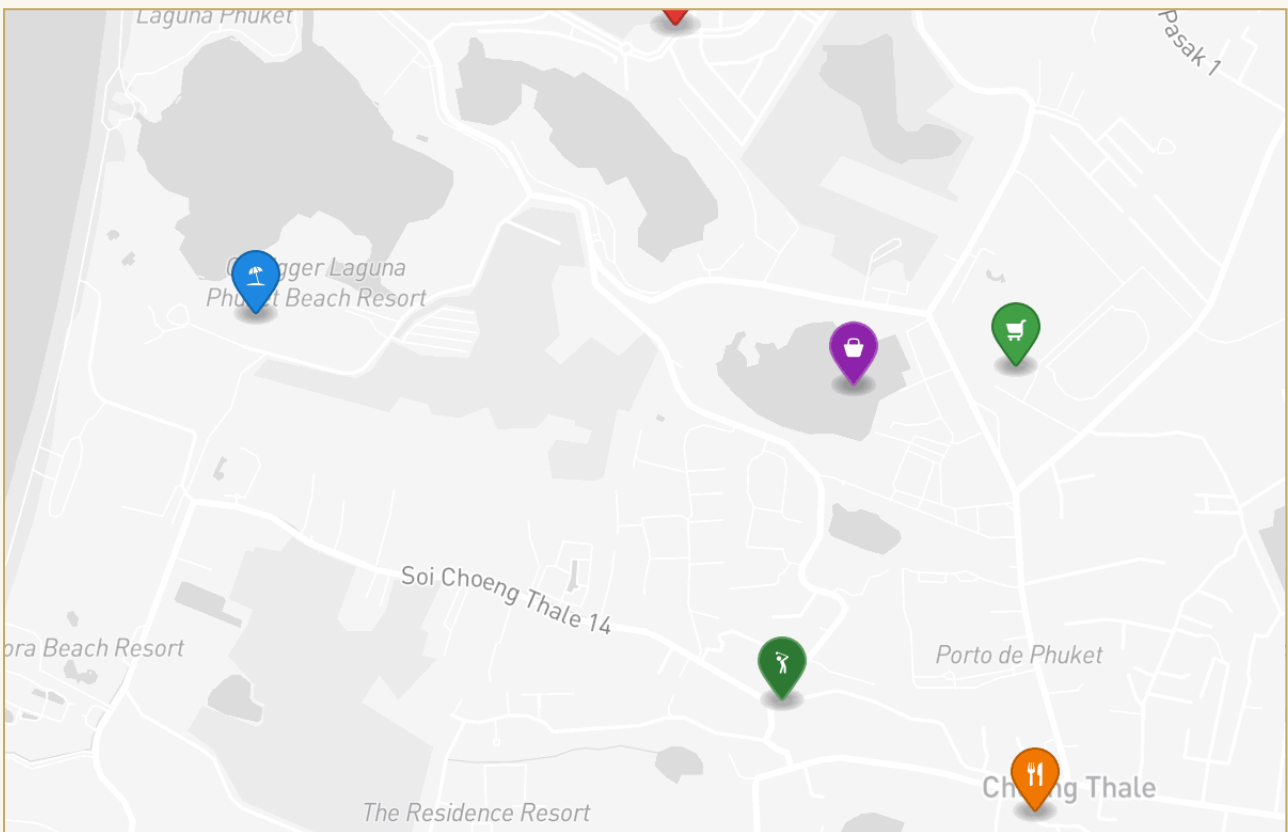 Laguna Phuket
Pasak 1
Laguna
Beach Resort
Soi Choeng Thale 14
ora Beach Resort
Porto de Phuket
Thale
The Residence Resort